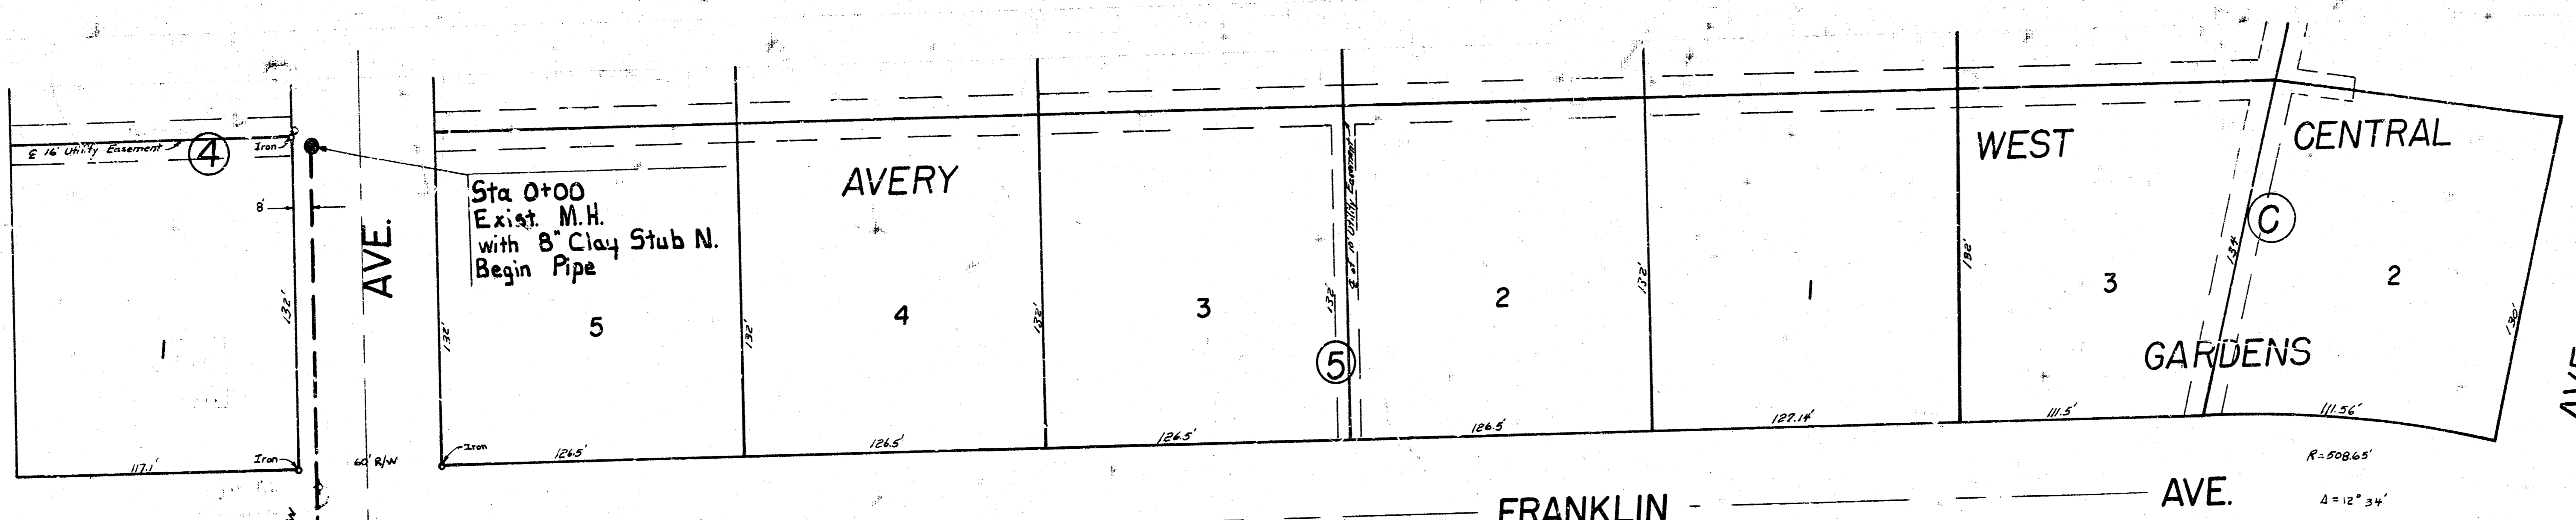 ℄ 16' Utility Easement
4
Iron
8'
132'
1
117.1'
Iron
AVE.
60' R/W
Sta 0+00
Exist. M.H.
with 8" Clay Stub N.
Begin Pipe
132'
5
Iron
126.5'
132'
AVERY
4
126.5'
132'
3
126.5'
132'
℄ of 10' Utility Easement
5
2
126.5'
132'
1
127.14'
132'
WEST
3
111.5'
134'
CENTRAL
C
2
GARDENS
111.56'
130'
AVE.
R=508.65'
Δ=12° 34'
FRANKLIN
AVE.
W